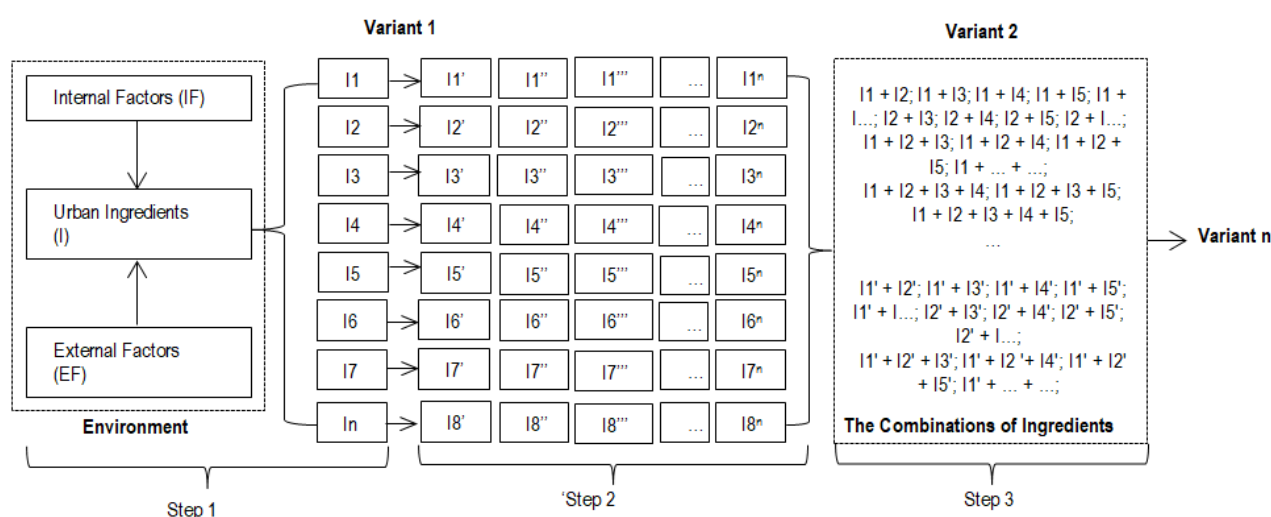 Variant 1
Variant 2
Internal Factors (IF)
Urban Ingredients
(I)
External Factors
(EF)
Environment
I1 I1' I1'' I1''' ... I1ⁿ
I2 I2' I2'' I2''' ... I2ⁿ
I3 I3' I3'' I3''' ... I3ⁿ
I4 I4' I4'' I4''' ... I4ⁿ
I5 I5' I5'' I5''' ... I5ⁿ
I6 I6' I6'' I6''' ... I6ⁿ
I7 I7' I7'' I7''' ... I7ⁿ
In I8' I8'' I8''' ... I8ⁿ
I1 + I2; I1 + I3; I1 + I4; I1 + I5; I1 +
I...; I2 + I3; I2 + I4; I2 + I5; I2 + I...;
I1 + I2 + I3; I1 + I2 + I4; I1 + I2 +
I5; I1 + ... + ...;
I1 + I2 + I3 + I4; I1 + I2 + I3 + I5;
I1 + I2 + I3 + I4 + I5;
...
I1' + I2'; I1' + I3'; I1' + I4'; I1' + I5';
I1' + I...; I2' + I3'; I2' + I4'; I2' + I5';
I2' + I...;
I1' + I2' + I3'; I1' + I2 '+ I4'; I1' + I2'
+ I5'; I1' + ... + ...;
The Combinations of Ingredients
Variant n
Step 1
'Step 2
Step 3